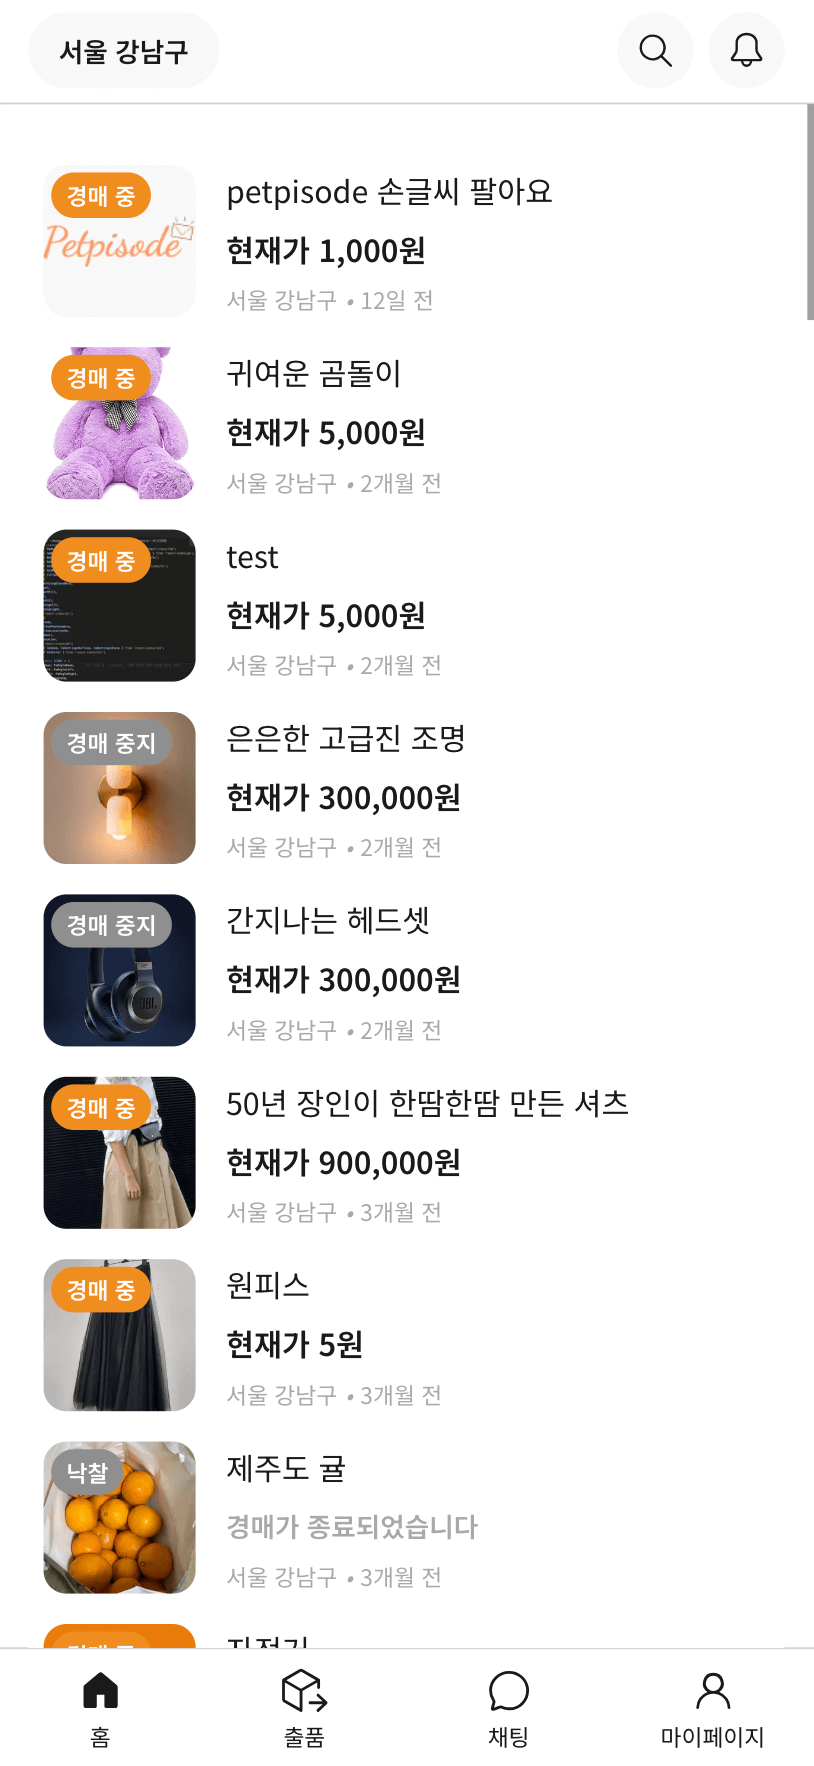 서울 강남구
경매 중
Petpisode
petpisode 손글씨 팔아요
현재가 1,000원
서울 강남구 • 12일 전
경매 중
귀여운 곰돌이
현재가 5,000원
서울 강남구 • 2개월 전
경매 중
test
현재가 5,000원
서울 강남구 • 2개월 전
경매 중지
은은한 고급진 조명
현재가 300,000원
서울 강남구 • 2개월 전
경매 중지
JBL
간지나는 헤드셋
현재가 300,000원
서울 강남구 • 2개월 전
경매 중
50년 장인이 한땀한땀 만든 셔츠
현재가 900,000원
서울 강남구 • 3개월 전
경매 중
원피스
현재가 5원
서울 강남구 • 3개월 전
낙찰
제주도 귤
경매가 종료되었습니다
서울 강남구 • 3개월 전
홈
출품
채팅
마이페이지